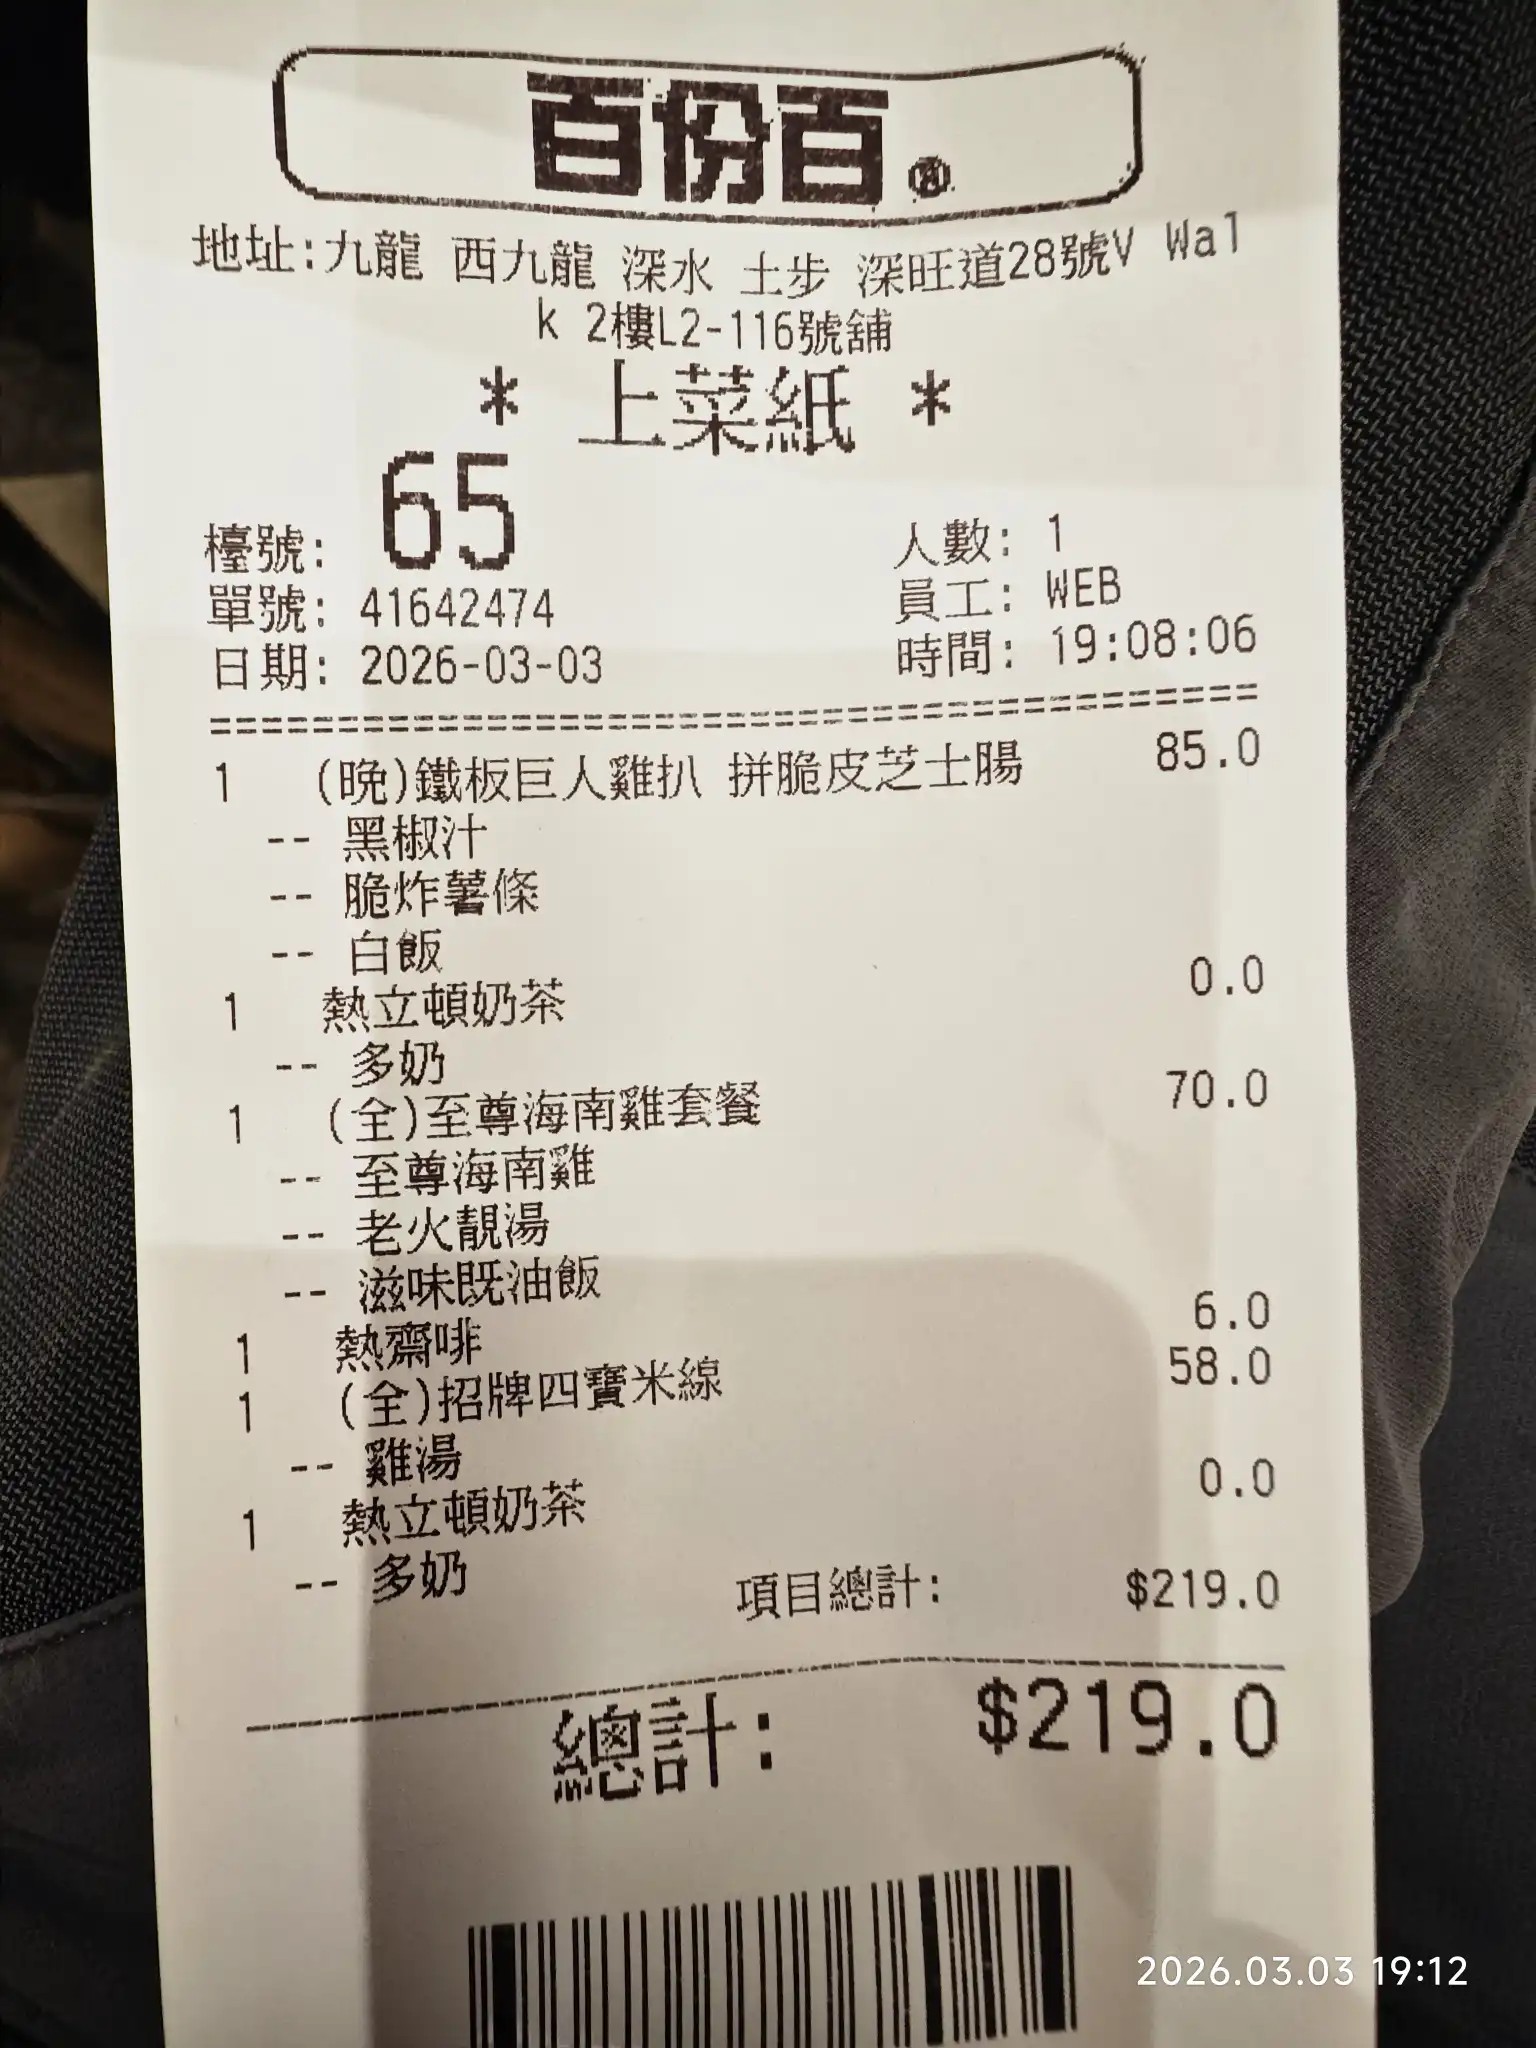 百份百®
地址:九龍 西九龍 深水 土步 深旺道28號V Wal
k 2樓L2-116號舖
* 上菜紙 *
檯號: 65 人數: 1
單號: 41642474 員工: WEB
日期: 2026-03-03 時間: 19:08:06
==========================================
1 (晚)鐵板巨人雞扒 拼脆皮芝士腸 85.0
-- 黑椒汁
-- 脆炸薯條
-- 白飯
1 熱立頓奶茶 0.0
-- 多奶
1 (全)至尊海南雞套餐 70.0
-- 至尊海南雞
-- 老火靚湯
-- 滋味既油飯
1 熱齋啡 6.0
1 (全)招牌四寶米線 58.0
-- 雞湯
1 熱立頓奶茶 0.0
-- 多奶
項目總計: $219.0
總計: $219.0
2026.03.03 19:12